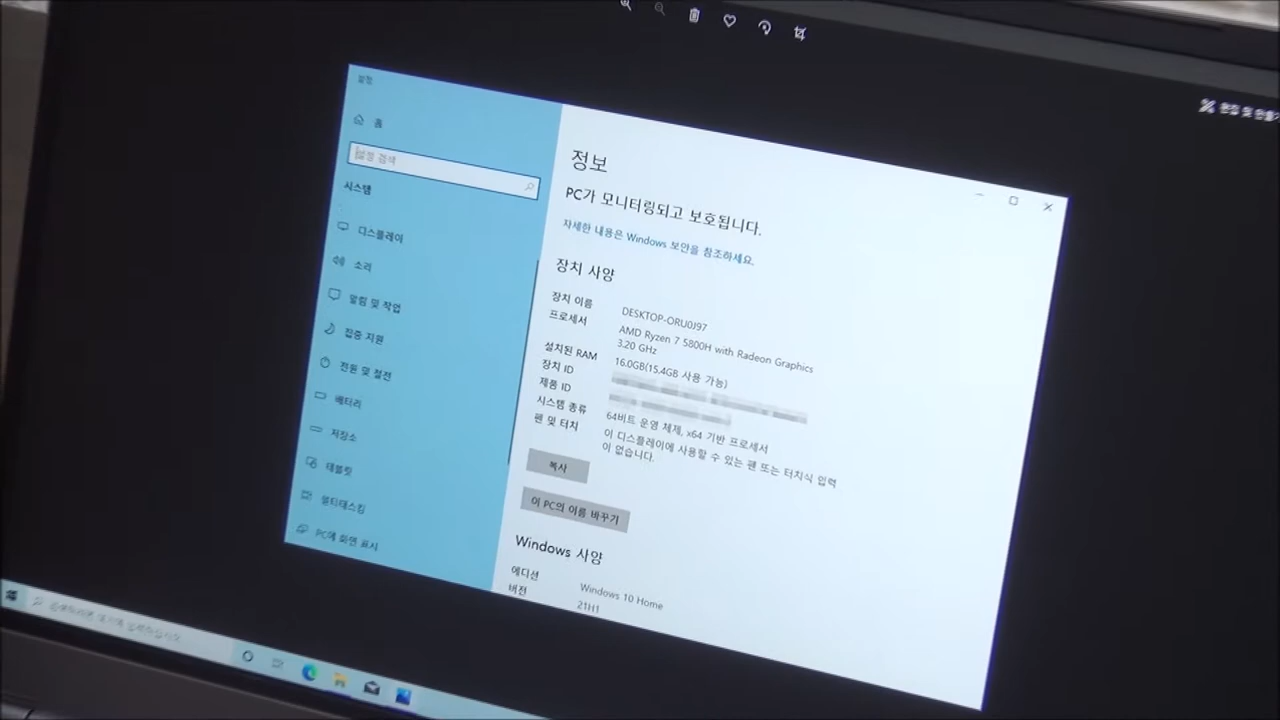 편집 및 만들기
설정
홈
설정 검색
시스템
디스플레이
소리
알림 및 작업
집중 지원
전원 및 절전
배터리
저장소
태블릿
멀티태스킹
PC에 화면 표시
정보
PC가 모니터링되고 보호됩니다.
자세한 내용은 Windows 보안을 참조하세요.
장치 사양
장치 이름 DESKTOP-ORU0J97
프로세서 AMD Ryzen 7 5800H with Radeon Graphics
3.20 GHz
설치된 RAM 16.0GB(15.4GB 사용 가능)
장치 ID
제품 ID
시스템 종류 64비트 운영 체제, x64 기반 프로세서
펜 및 터치 이 디스플레이에 사용할 수 있는 펜 또는 터치식 입력
이 없습니다.
복사
이 PC의 이름 바꾸기
Windows 사양
에디션 Windows 10 Home
버전 21H1